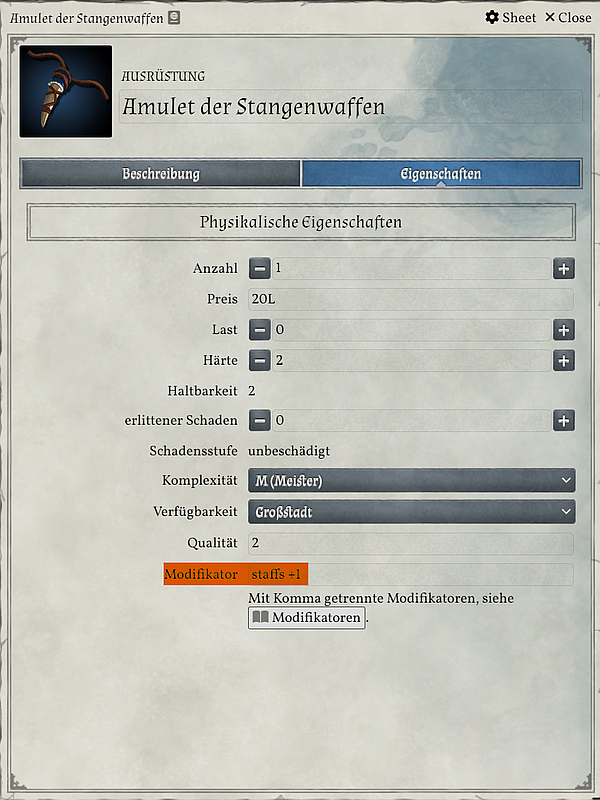 Amulet der Stangenwaffen Sheet Close
AUSRÜSTUNG
Amulet der Stangenwaffen
Beschreibung Eigenschaften
Physikalische Eigenschaften
Anzahl 1
Preis 20L
Last 0
Härte 2
Haltbarkeit 2
erlittener Schaden 0
Schadensstufe unbeschädigt
Komplexität M (Meister)
Verfügbarkeit Großstadt
Qualität 2
Modifikator staffs +1
Mit Komma getrennte Modifikatoren, siehe
Modifikatoren.